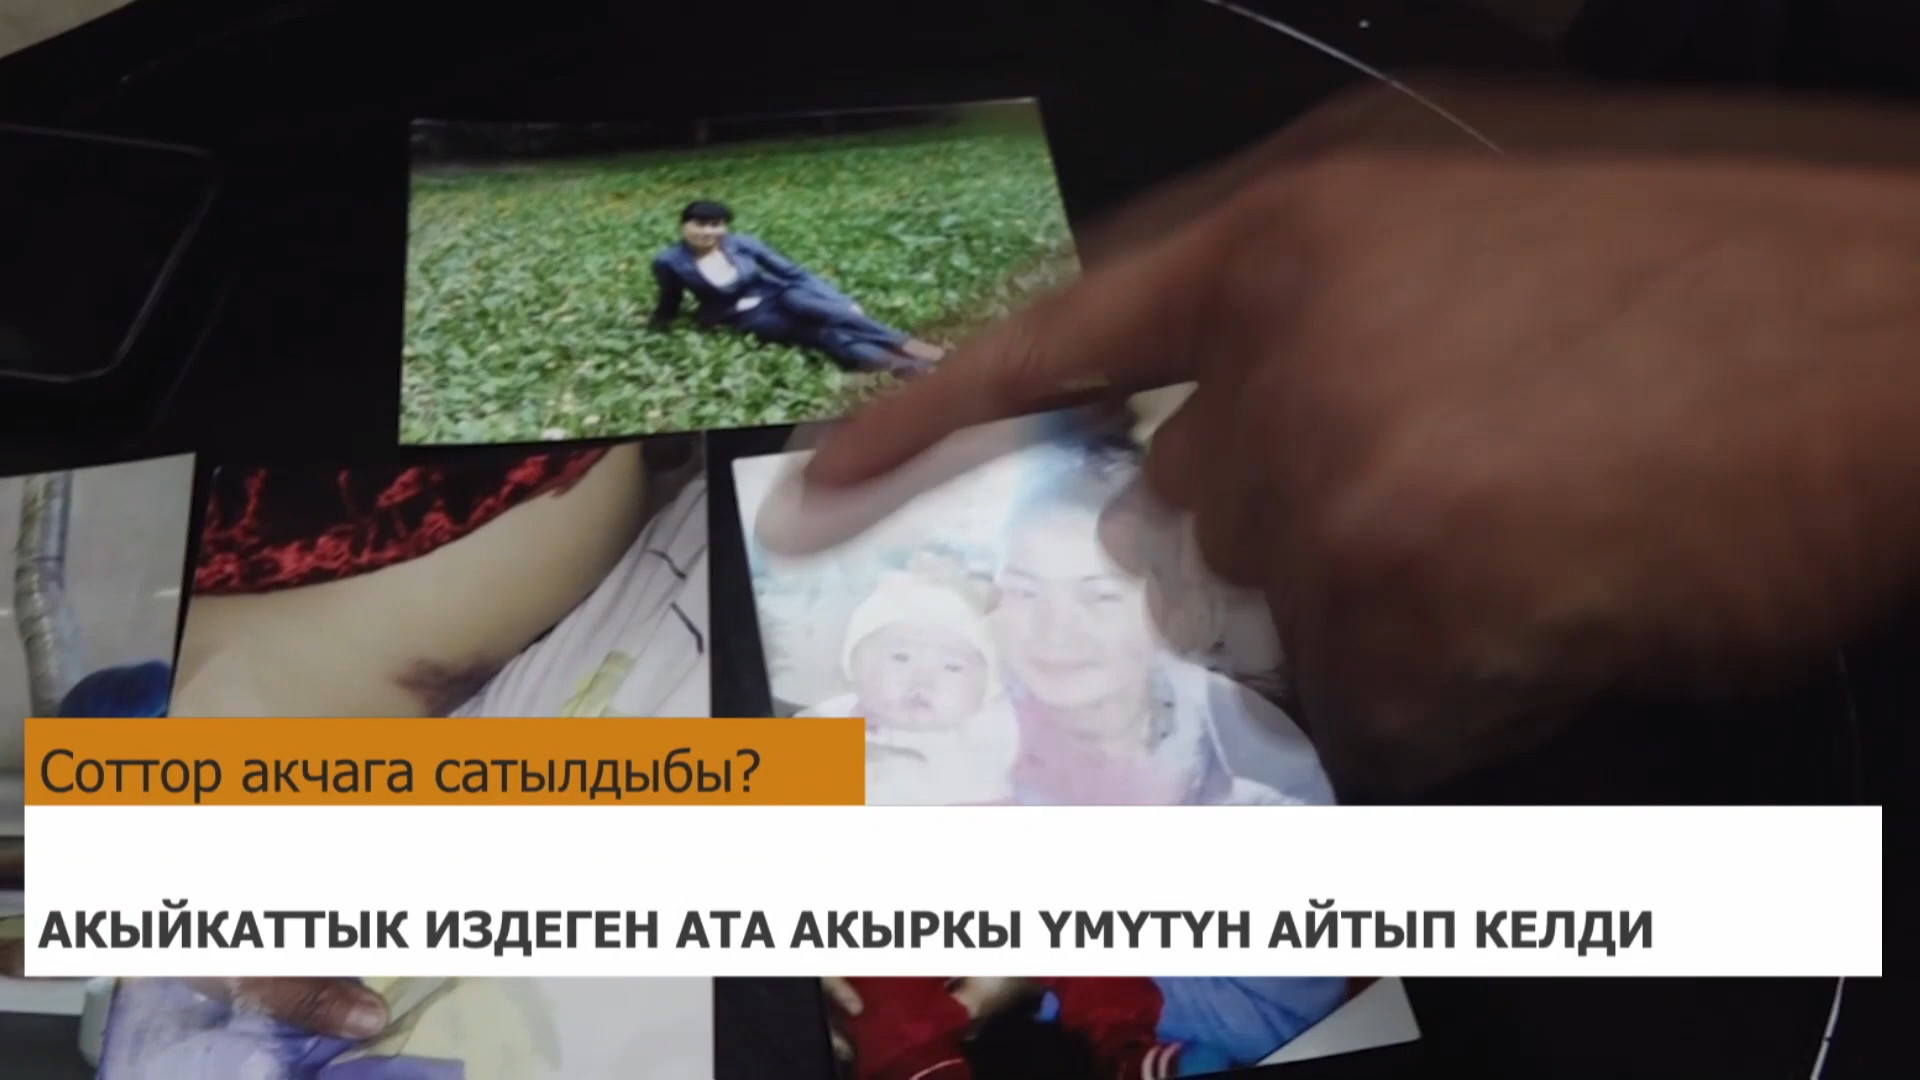 Соттор акчага сатылдыбы?
АКЫЙКАТТЫК ИЗДЕГЕН АТА АКЫРКЫ ҮМҮТҮН АЙТЫП КЕЛДИ